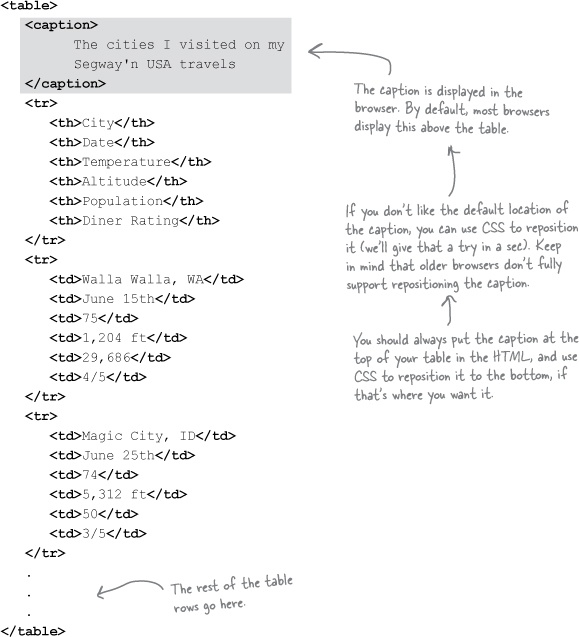 <table>
<caption>
The cities I visited on my
Segway'n USA travels
</caption>
<tr>
<th>City</th>
<th>Date</th>
<th>Temperature</th>
<th>Altitude</th>
<th>Population</th>
<th>Diner Rating</th>
</tr>
<tr>
<td>Walla Walla, WA</td>
<td>June 15th</td>
<td>75</td>
<td>1,204 ft</td>
<td>29,686</td>
<td>4/5</td>
</tr>
<tr>
<td>Magic City, ID</td>
<td>June 25th</td>
<td>74</td>
<td>5,312 ft</td>
<td>50</td>
<td>3/5</td>
</tr>
.
.
.
</table>
The caption is displayed in the
browser. By default, most browsers
display this above the table.
If you don't like the default location of
the caption, you can use CSS to reposition
it (we'll give that a try in a sec). Keep
in mind that older browsers don't fully
support repositioning the caption.
You should always put the caption at the
top of your table in the HTML, and use
CSS to reposition it to the bottom, if
that's where you want it.
The rest of the table
rows go here.